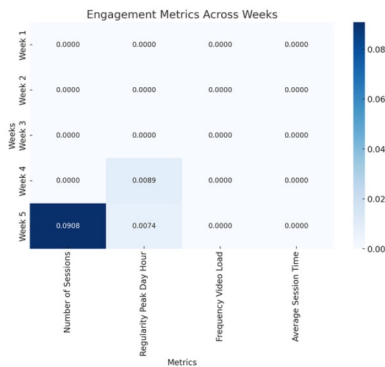 Engagement Metrics Across Weeks
Week 1
0.0000 0.0000 0.0000 0.0000
Week 2
0.0000 0.0000 0.0000 0.0000
Week 3
0.0000 0.0000 0.0000 0.0000
Week 4
0.0000 0.0089 0.0000 0.0000
Week 5
0.0908 0.0074 0.0000 0.0000
Weeks
Number of Sessions
Regularity Peak Day Hour
Frequency Video Load
Average Session Time
Metrics
0.08
0.06
0.04
0.02
0.00